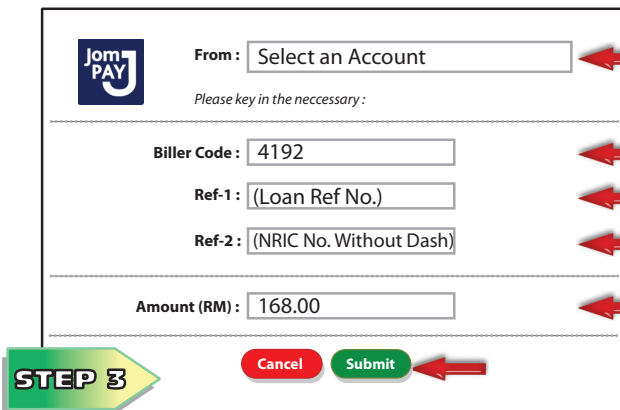 Jom
PAY
J
From : Select an Account
Please key in the neccessary :
Biller Code : 4192
Ref-1 : (Loan Ref No.)
Ref-2 : (NRIC No. Without Dash)
Amount (RM) : 168.00
Cancel Submit
STEP 3